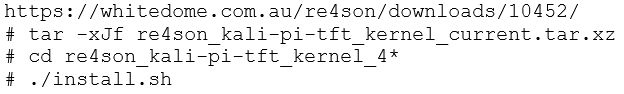 https://whitedome.com.au/re4son/downloads/10452/
# tar -xJf re4son_kali-pi-tft_kernel_current.tar.xz
# cd re4son_kali-pi-tft_kernel_4*
# ./install.sh